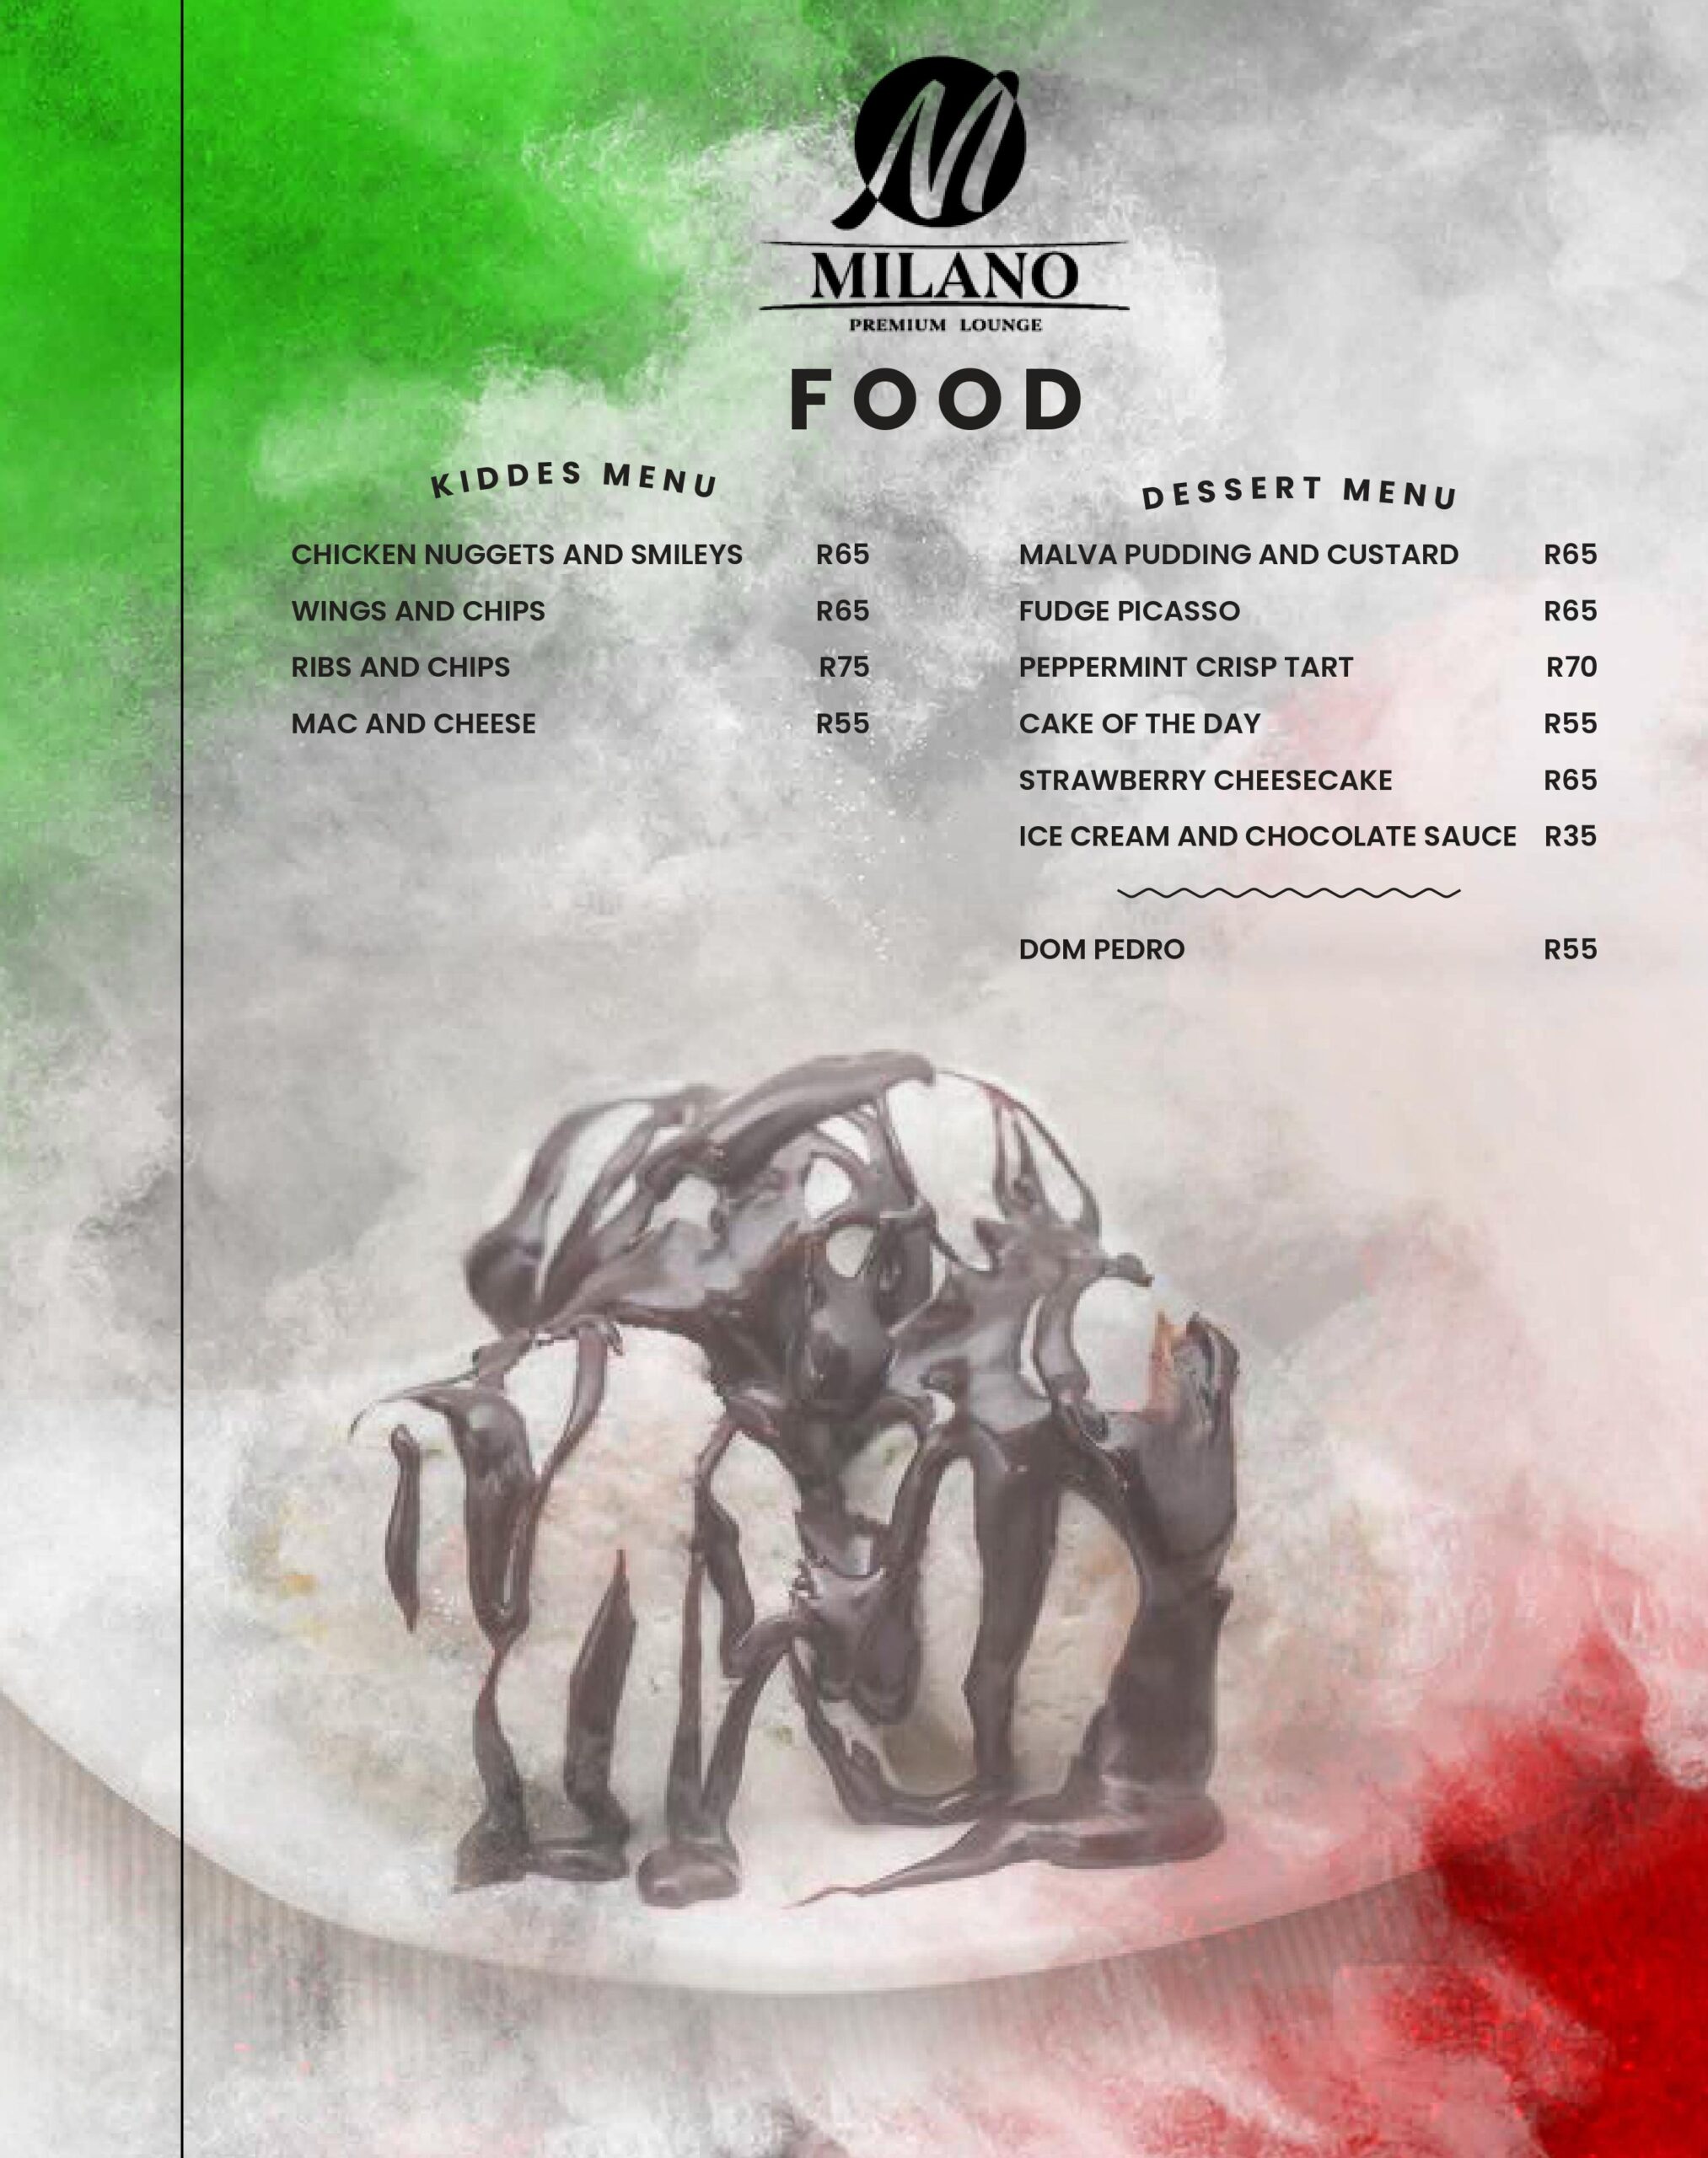 MILANO
PREMIUM LOUNGE
FOOD
KIDDES MENU
CHICKEN NUGGETS AND SMILEYS R65
WINGS AND CHIPS R65
RIBS AND CHIPS R75
MAC AND CHEESE R55
DESSERT MENU
MALVA PUDDING AND CUSTARD R65
FUDGE PICASSO R65
PEPPERMINT CRISP TART R70
CAKE OF THE DAY R55
STRAWBERRY CHEESECAKE R65
ICE CREAM AND CHOCOLATE SAUCE R35
DOM PEDRO R55